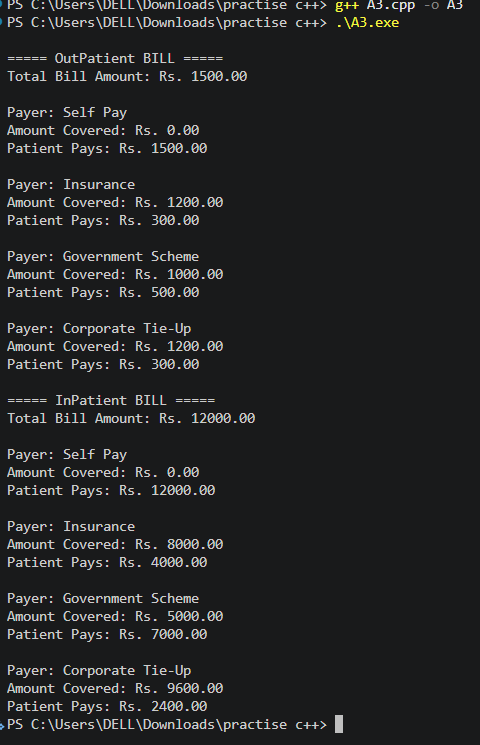 PS C:\Users\DELL\Downloads\practise c++> g++ A3.cpp -o A3
PS C:\Users\DELL\Downloads\practise c++> .\A3.exe
===== OutPatient BILL =====
Total Bill Amount: Rs. 1500.00
Payer: Self Pay
Amount Covered: Rs. 0.00
Patient Pays: Rs. 1500.00
Payer: Insurance
Amount Covered: Rs. 1200.00
Patient Pays: Rs. 300.00
Payer: Government Scheme
Amount Covered: Rs. 1000.00
Patient Pays: Rs. 500.00
Payer: Corporate Tie-Up
Amount Covered: Rs. 1200.00
Patient Pays: Rs. 300.00
===== InPatient BILL =====
Total Bill Amount: Rs. 12000.00
Payer: Self Pay
Amount Covered: Rs. 0.00
Patient Pays: Rs. 12000.00
Payer: Insurance
Amount Covered: Rs. 8000.00
Patient Pays: Rs. 4000.00
Payer: Government Scheme
Amount Covered: Rs. 5000.00
Patient Pays: Rs. 7000.00
Payer: Corporate Tie-Up
Amount Covered: Rs. 9600.00
Patient Pays: Rs. 2400.00
PS C:\Users\DELL\Downloads\practise c++>